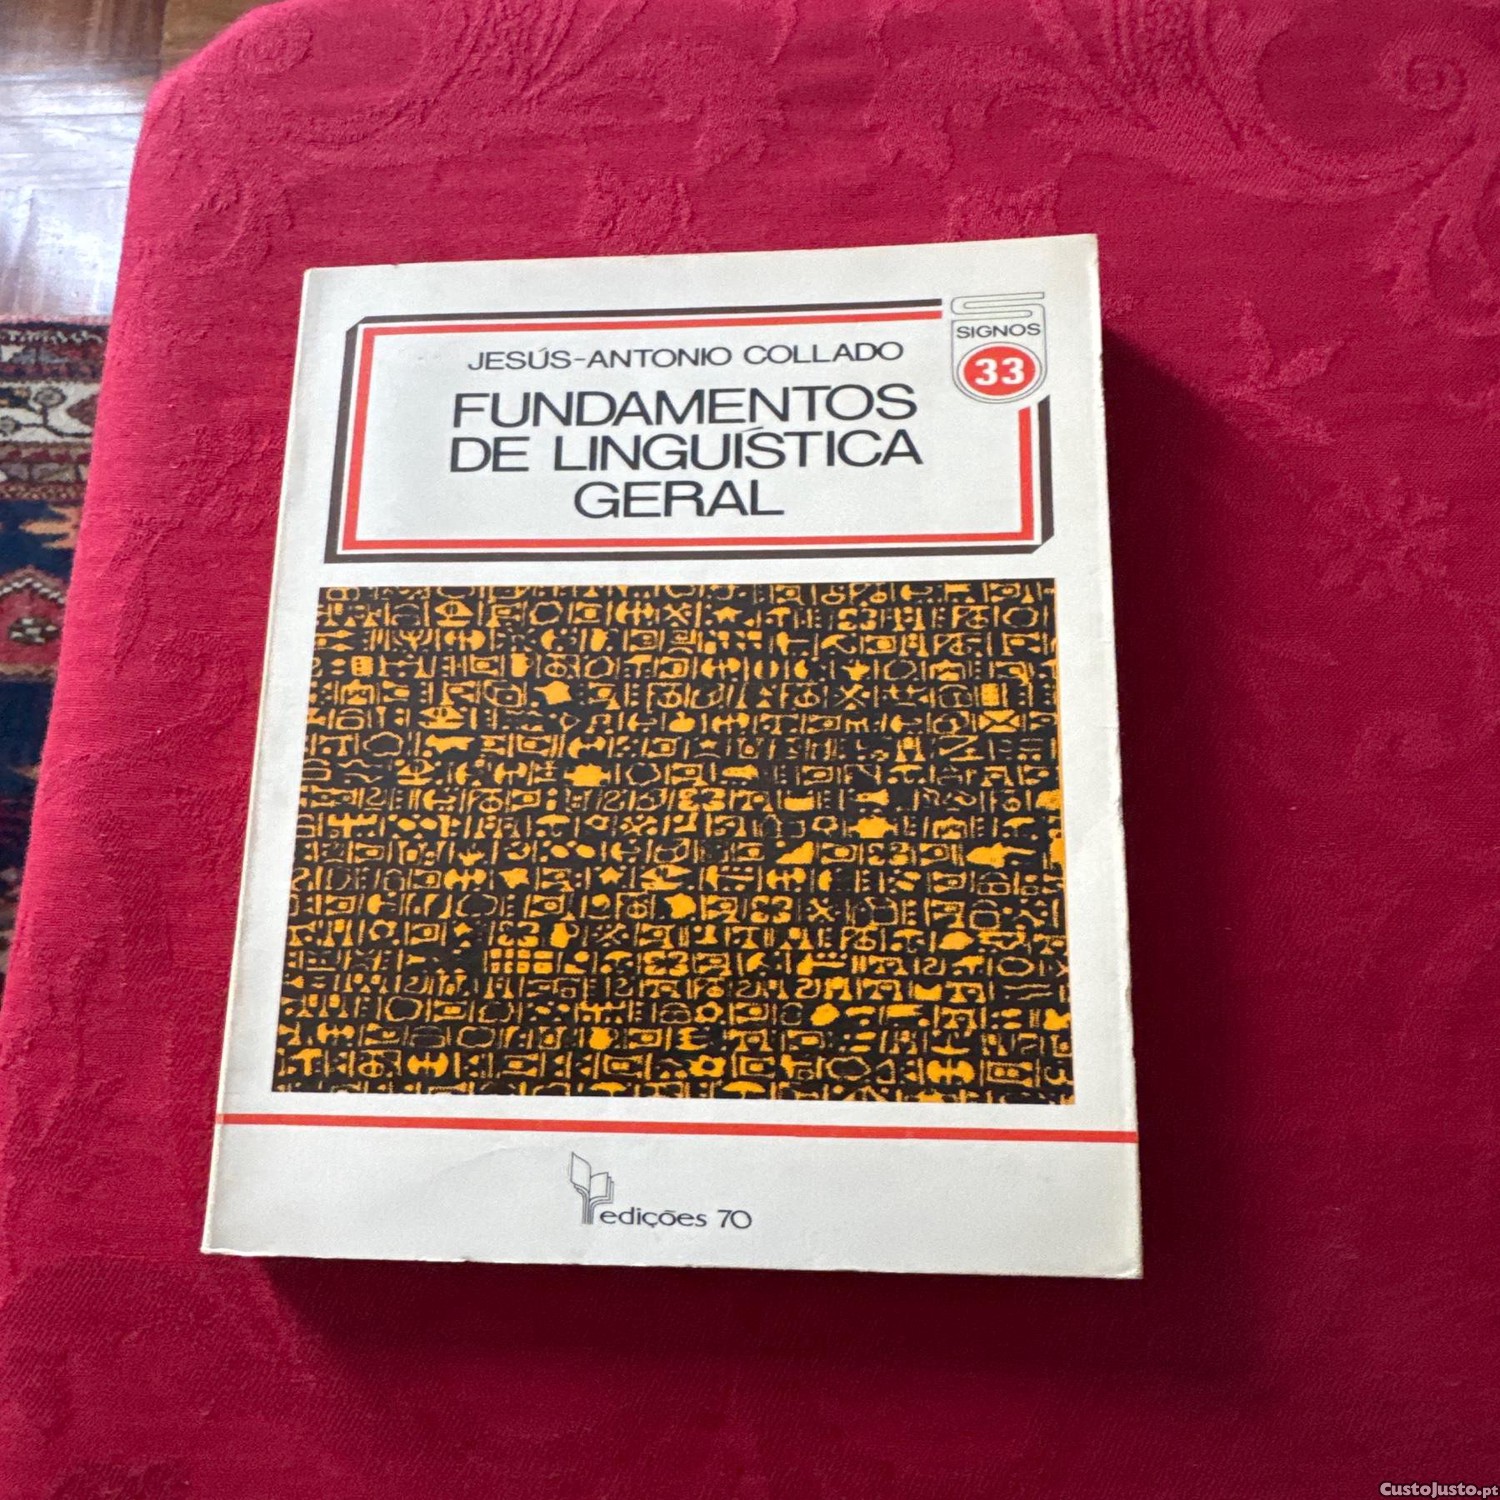 SIGNOS
33
JESÚS-ANTONIO COLLADO
FUNDAMENTOS
DE LINGUÍSTICA
GERAL
edições 70
CustoJusto.pt